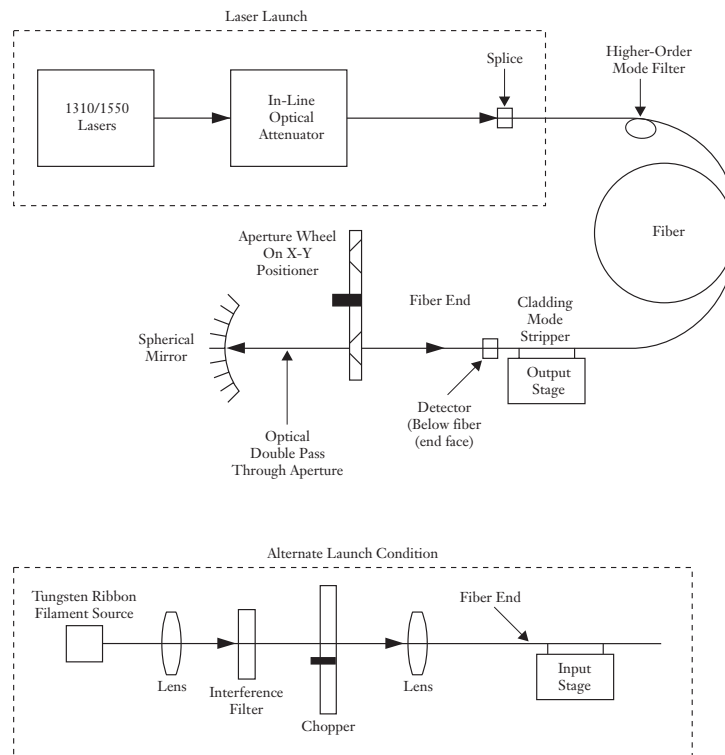 Laser Launch
1310/1550
Lasers
In-Line
Optical
Attenuator
Splice
Higher-Order
Mode Filter
Fiber
Aperture Wheel
On X-Y
Positioner
Spherical
Mirror
Fiber End
Cladding
Mode
Stripper
Output
Stage
Detector
(Below fiber
(end face)
Optical
Double Pass
Through Aperture
Alternate Launch Condition
Tungsten Ribbon
Filament Source
Lens
Interference
Filter
Chopper
Lens
Fiber End
Input
Stage